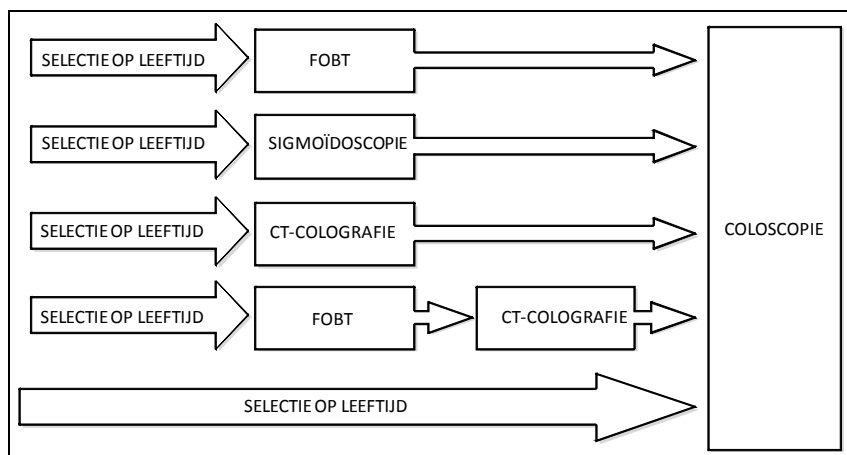 SELECTIE OP LEEFTIJD
FOBT
SELECTIE OP LEEFTIJD
SIGMOÏDOSCOPIE
SELECTIE OP LEEFTIJD
CT-COLOGRAFIE
COLOSCOPIE
SELECTIE OP LEEFTIJD
FOBT
CT-COLOGRAFIE
SELECTIE OP LEEFTIJD